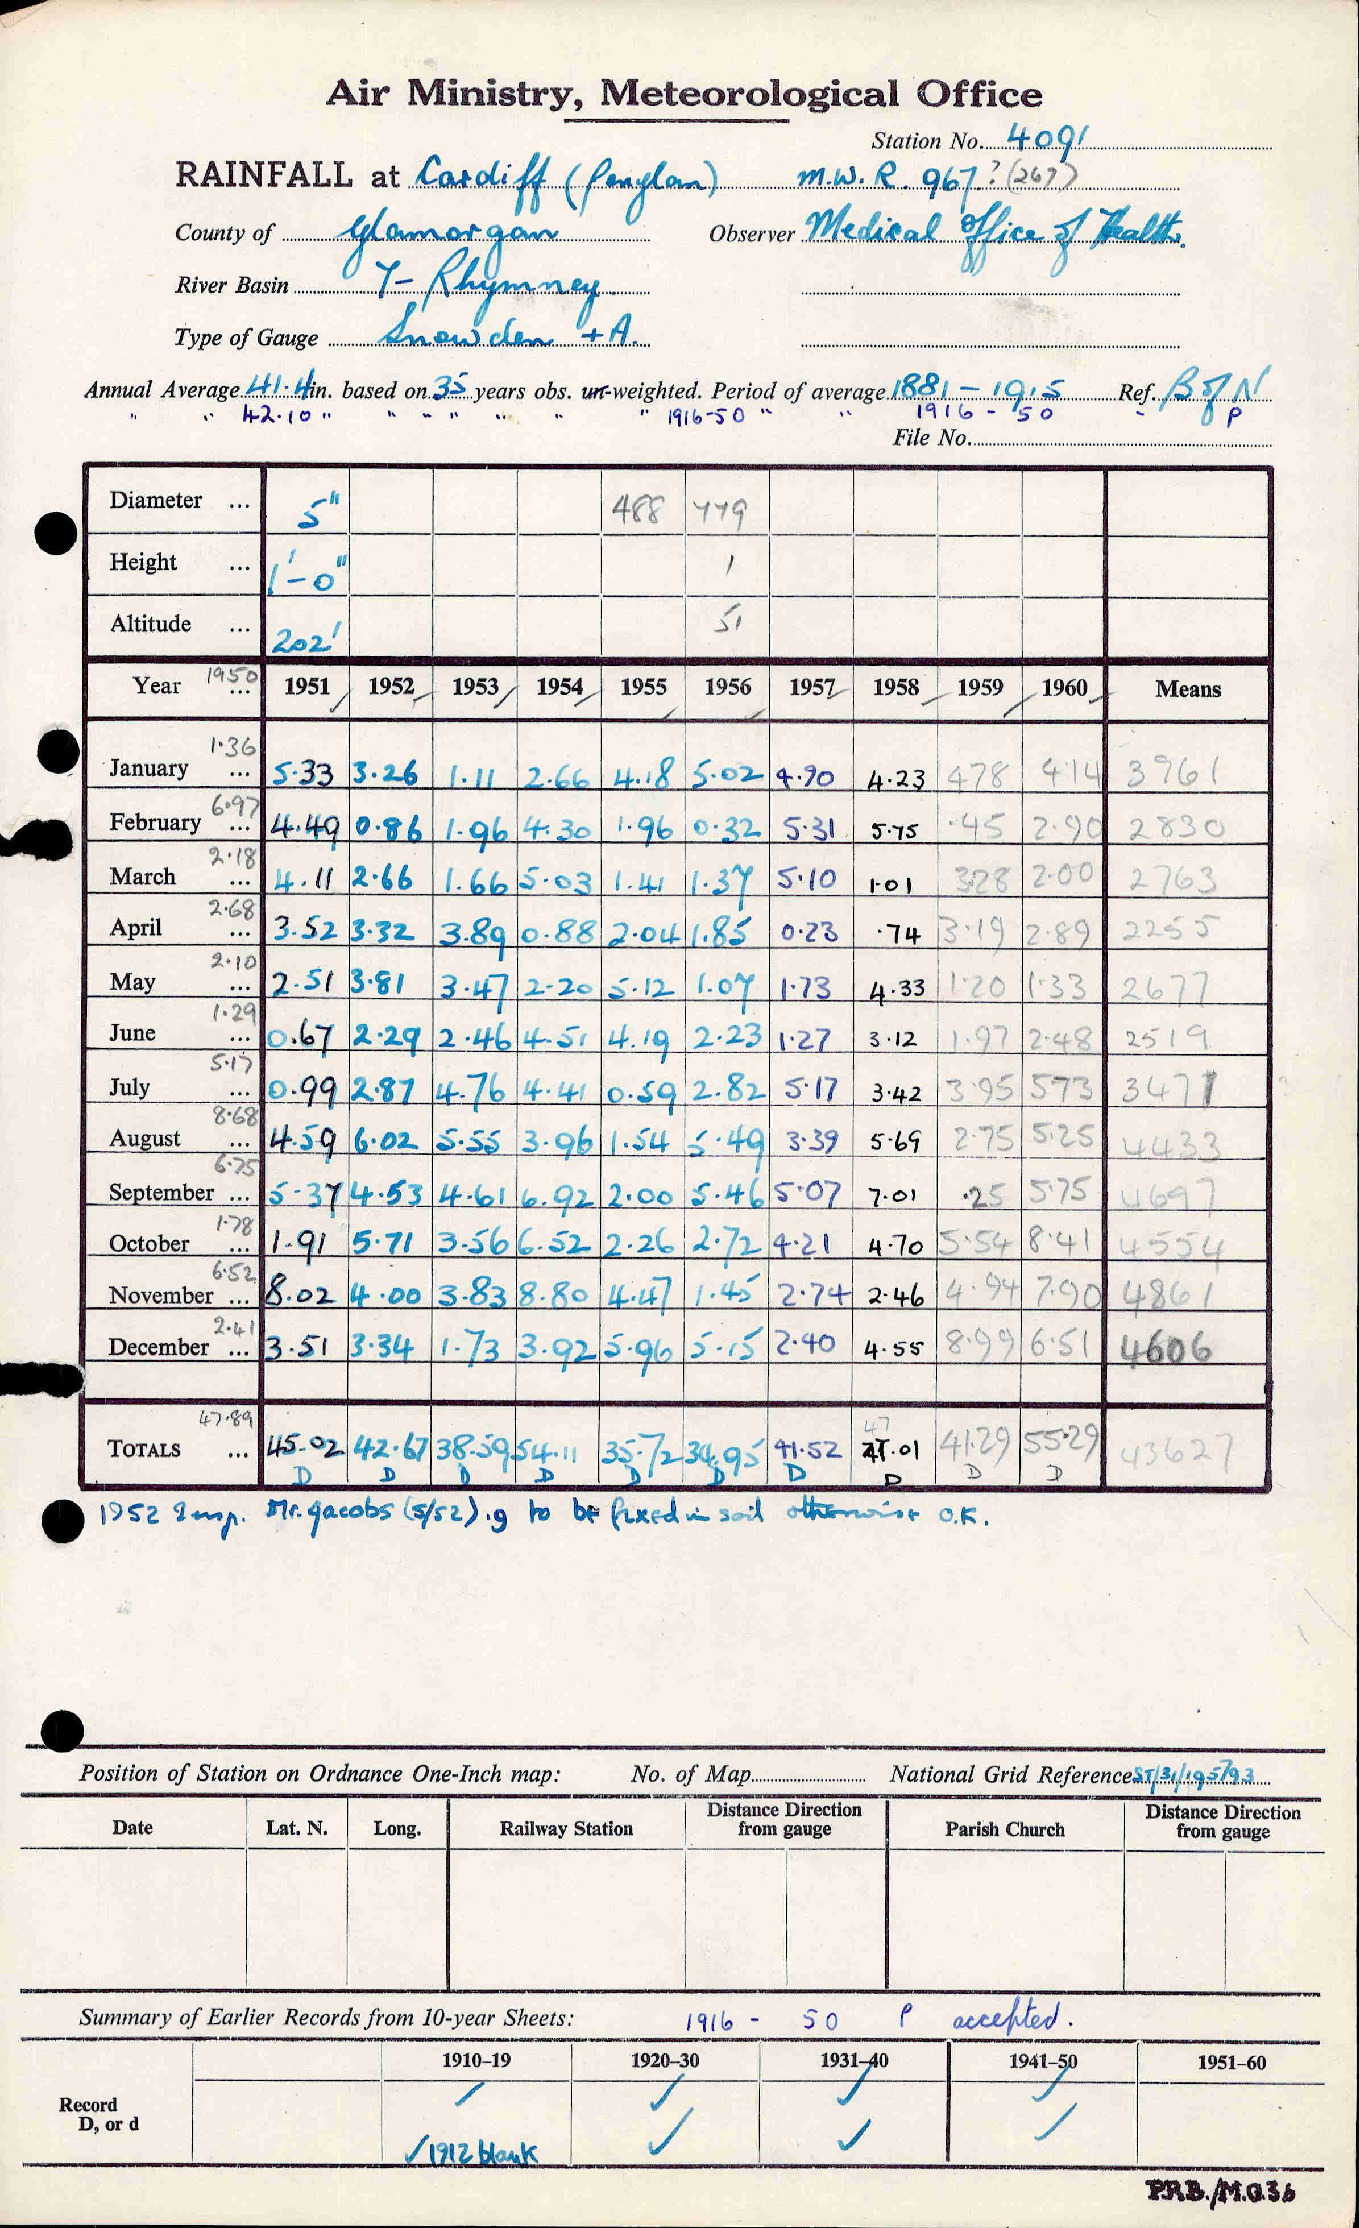 Air Ministry, Meteorological Office
Station No. 4091
RAINFALL at Cardiff (Penylan) M.W.R. 967 ? (267)
County of Glamorgan Observer Medical Office of Health.
River Basin 7- Rhymney
Type of Gauge Snowden + A.
Annual Average 41.4 in. based on 35 years obs. un-weighted. Period of average 1881 - 1915 Ref. B of N
" " 42.10 " " " " " " " 1916-50 " " 1916 - 50 " P
File No.
Diameter ... 5" 488 779
Height ... 1'-0" 1
Altitude ... 202' 51
Year ... 1950 1951 1952 1953 1954 1955 1956 1957 1958 1959 1960 Means
January ... 1.36 5.33 3.26 1.11 2.66 4.18 5.02 4.90 4.23 478 414 3961
February ... 6.97 4.49 0.86 1.96 4.30 1.96 0.32 5.31 5.75 .45 2.90 2830
March ... 2.18 4.11 2.66 1.66 5.03 1.41 1.37 5.10 1.01 328 2.00 2763
April ... 2.68 3.52 3.32 3.89 0.88 2.04 1.85 0.23 .74 3.19 2.89 2255
May ... 2.10 2.51 3.81 3.47 2.20 5.12 1.07 1.73 4.33 1.20 1.33 2677
June ... 1.29 0.67 2.29 2.46 4.51 4.19 2.23 1.27 3.12 1.97 2.48 2519
July ... 5.17 0.99 2.87 4.76 4.41 0.59 2.82 5.17 3.42 3.95 573 3471
August ... 8.68 4.59 6.02 5.55 3.96 1.54 5.49 3.39 5.69 2.75 5.25 4433
September ... 6.75 5.37 4.53 4.61 6.92 2.00 5.46 5.07 7.01 .25 5.75 4697
October ... 1.78 1.91 5.71 3.56 6.52 2.26 2.72 4.21 4.70 5.54 8.41 4554
November ... 6.52 8.02 4.00 3.83 8.80 4.47 1.45 2.74 2.46 4.94 7.90 4861
December ... 2.41 3.51 3.34 1.73 3.92 5.96 5.15 2.40 4.55 8.99 6.51 4606
47
TOTALS ... 47.89 45.02 42.67 38.59 54.11 35.72 34.95 41.52 47.01 41.29 55.29 43627
D D D D D D D D D D
1952 Insp. Mr. Jacobs (5/52). g to be fixed in soil otherwise O.K.
Position of Station on Ordnance One-Inch map: No. of Map National Grid Reference ST/31/195793
Date Lat. N. Long. Railway Station Distance Direction from gauge Parish Church Distance Direction from gauge
Summary of Earlier Records from 10-year Sheets: 1916 - 50 P accepted.
1910–19 1920–30 1931–40 1941–50 1951–60
Record
D, or d
✓ 1912 blank
P.R.B./M.O.36